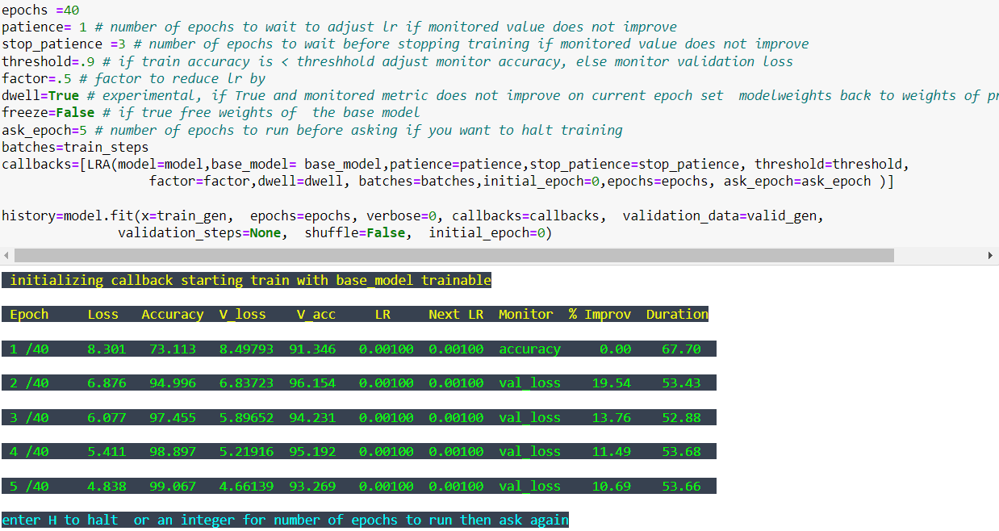 epochs =40
patience= 1 # number of epochs to wait to adjust lr if monitored value does not improve
stop_patience =3 # number of epochs to wait before stopping training if monitored value does not improve
threshold=.9 # if train accuracy is < threshhold adjust monitor accuracy, else monitor validation loss
factor=.5 # factor to reduce lr by
dwell=True # experimental, if True and monitored metric does not improve on current epoch set  modelweights back to weights of pr
freeze=False # if true free weights of  the base model
ask_epoch=5 # number of epochs to run before asking if you want to halt training
batches=train_steps
callbacks=[LRA(model=model,base_model= base_model,patience=patience,stop_patience=stop_patience, threshold=threshold,
factor=factor,dwell=dwell, batches=batches,initial_epoch=0,epochs=epochs, ask_epoch=ask_epoch )]
history=model.fit(x=train_gen,  epochs=epochs, verbose=0, callbacks=callbacks,  validation_data=valid_gen,
validation_steps=None,  shuffle=False,  initial_epoch=0)
initializing callback starting train with base_model trainable
Epoch Loss Accuracy V_loss V_acc LR Next LR Monitor % Improv Duration
1 /40 8.301 73.113 8.49793 91.346 0.00100 0.00100 accuracy 0.00 67.70
2 /40 6.876 94.996 6.83723 96.154 0.00100 0.00100 val_loss 19.54 53.43
3 /40 6.077 97.455 5.89652 94.231 0.00100 0.00100 val_loss 13.76 52.88
4 /40 5.411 98.897 5.21916 95.192 0.00100 0.00100 val_loss 11.49 53.68
5 /40 4.838 99.067 4.66139 93.269 0.00100 0.00100 val_loss 10.69 53.66
enter H to halt  or an integer for number of epochs to run then ask again